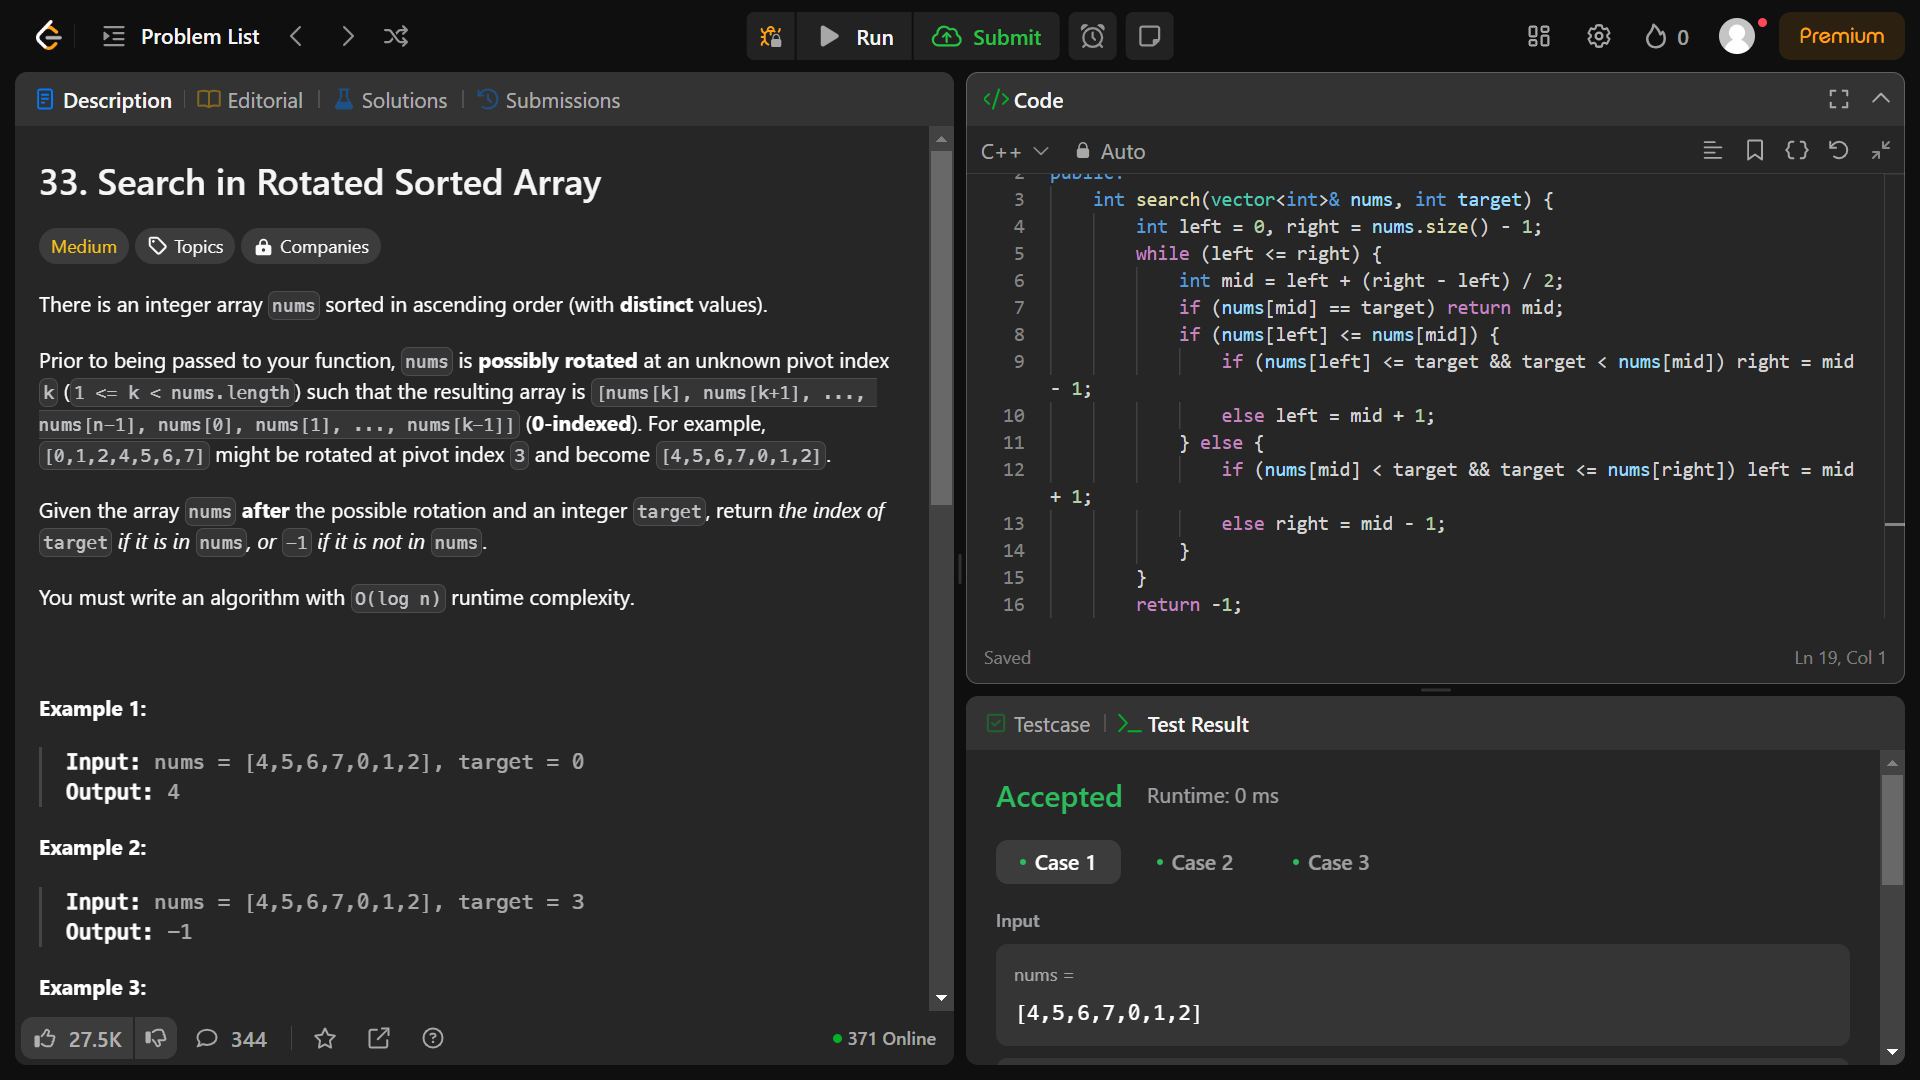 Problem List
Run
Submit
0
Premium
Description
Editorial
Solutions
Submissions
33. Search in Rotated Sorted Array
Medium
Topics
Companies
There is an integer array nums sorted in ascending order (with distinct values).
Prior to being passed to your function, nums is possibly rotated at an unknown pivot index
k (1 <= k < nums.length) such that the resulting array is [nums[k], nums[k+1], ...,
nums[n-1], nums[0], nums[1], ..., nums[k-1]] (0-indexed). For example,
[0,1,2,4,5,6,7] might be rotated at pivot index 3 and become [4,5,6,7,0,1,2].
Given the array nums after the possible rotation and an integer target, return the index of
target if it is in nums, or -1 if it is not in nums.
You must write an algorithm with O(log n) runtime complexity.
Example 1:
Input: nums = [4,5,6,7,0,1,2], target = 0
Output: 4
Example 2:
Input: nums = [4,5,6,7,0,1,2], target = 3
Output: -1
Example 3:
27.5K
344
371 Online
</> Code
C++
Auto
2 public:
3 int search(vector<int>& nums, int target) {
4 int left = 0, right = nums.size() - 1;
5 while (left <= right) {
6 int mid = left + (right - left) / 2;
7 if (nums[mid] == target) return mid;
8 if (nums[left] <= nums[mid]) {
9 if (nums[left] <= target && target < nums[mid]) right = mid
- 1;
10 else left = mid + 1;
11 } else {
12 if (nums[mid] < target && target <= nums[right]) left = mid
+ 1;
13 else right = mid - 1;
14 }
15 }
16 return -1;
Saved
Ln 19, Col 1
Testcase
>_ Test Result
Accepted
Runtime: 0 ms
Case 1
Case 2
Case 3
Input
nums =
[4,5,6,7,0,1,2]